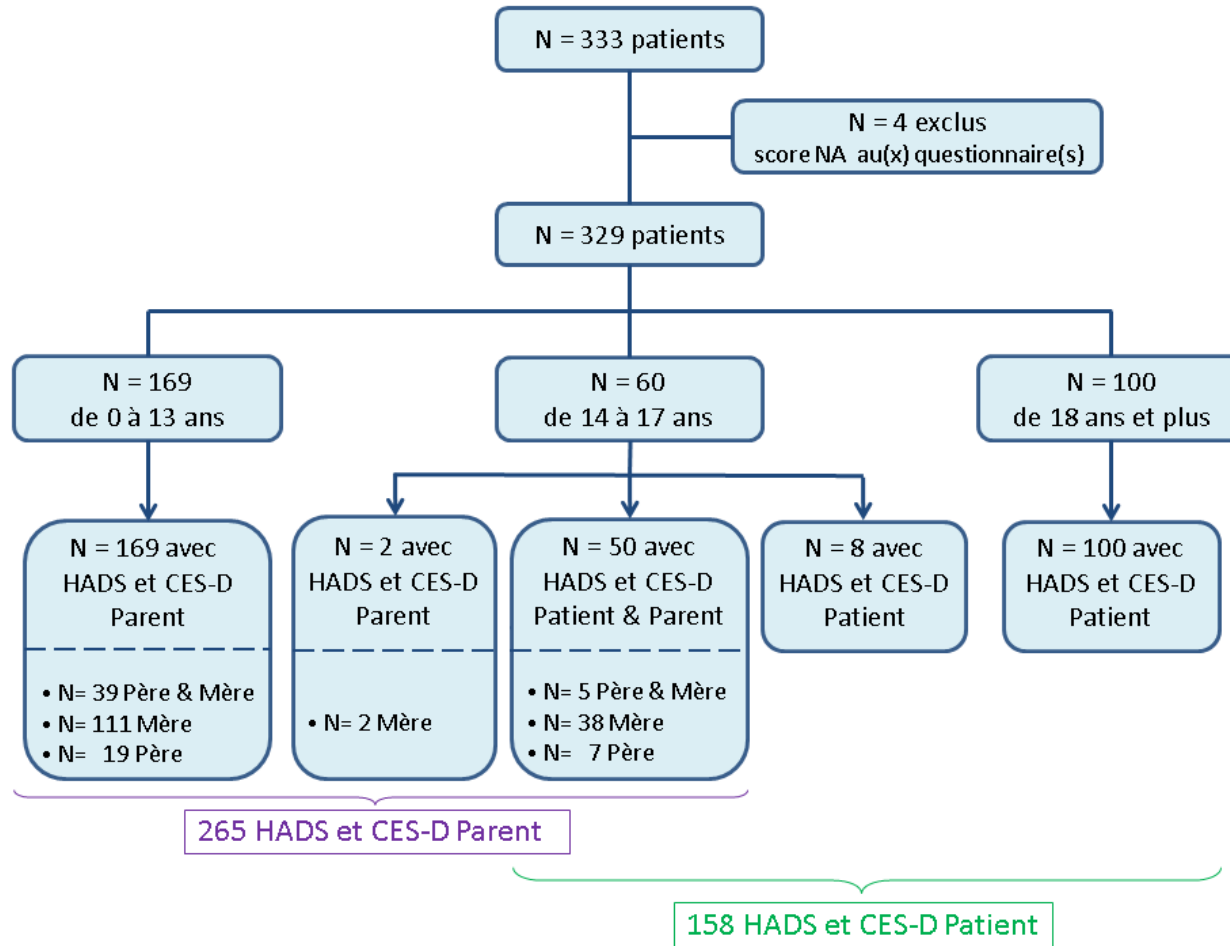 N = 333 patients
N = 4 exclus
score NA au(x) questionnaire(s)
N = 329 patients
N = 169
de 0 à 13 ans
N = 60
de 14 à 17 ans
N = 100
de 18 ans et plus
N = 169 avec
HADS et CES-D
Parent
• N= 39 Père & Mère
• N= 111 Mère
• N= 19 Père
N = 2 avec
HADS et CES-D
Parent
• N= 2 Mère
N = 50 avec
HADS et CES-D
Patient & Parent
• N= 5 Père & Mère
• N= 38 Mère
• N= 7 Père
N = 8 avec
HADS et CES-D
Patient
N = 100 avec
HADS et CES-D
Patient
265 HADS et CES-D Parent
158 HADS et CES-D Patient